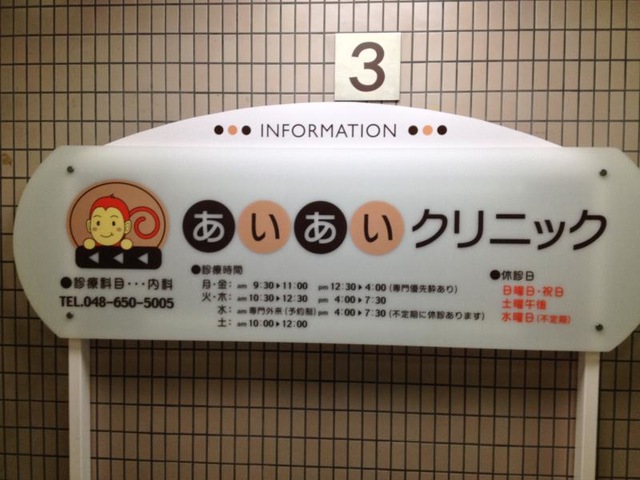 3
INFORMATION
あいあいクリニック
●診療科目･･･内科
TEL.048-650-5005
●診療時間
月・金： am 9:30▶11:00 pm 12:30▶4:00 (専門優先枠あり)
火・木： am 10:30▶12:30 pm 4:00▶7:30
水： am 専門外来 (予約制) pm 4:00▶7:30 (不定期に休診あります)
土： am 10:00▶12:00
●休診日
日曜日・祝日
土曜午後
水曜日 (不定期)